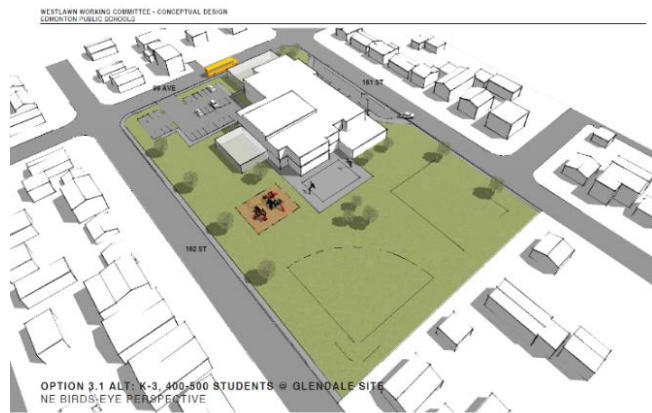 WESTLAWN WORKING COMMITTEE - CONCEPTUAL DESIGN
EDMONTON PUBLIC SCHOOLS
99 AVE
161 ST
162 ST
OPTION 3.1 ALT: K-3, 400-500 STUDENTS @ GLENDALE SITE
NE BIRDS-EYE PERSPECTIVE